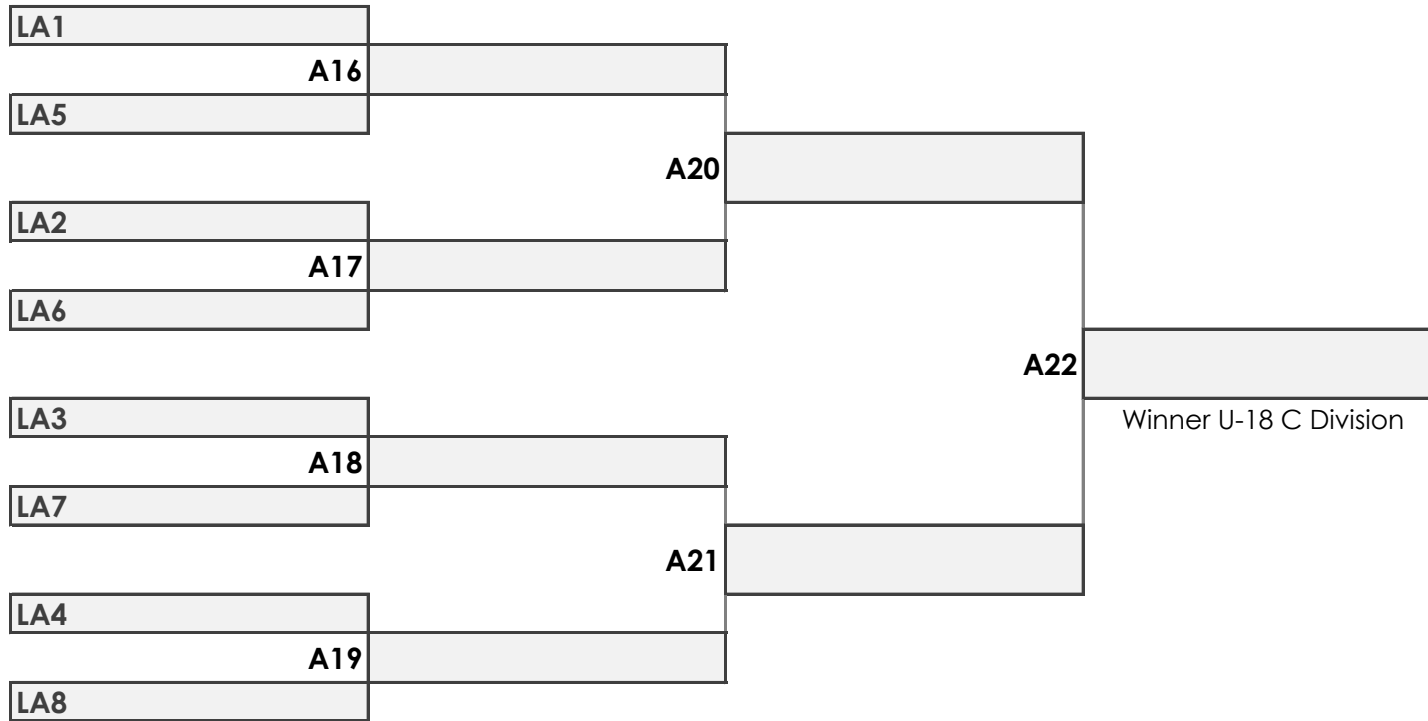 LA1
A16
LA5
A20
LA2
A17
LA6
A22
LA3
Winner U-18 C Division
A18
LA7
A21
LA4
A19
LA8